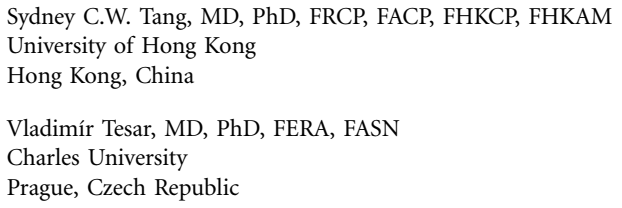 Sydney C.W. Tang, MD, PhD, FRCP, FACP, FHKCP, FHKAM
University of Hong Kong
Hong Kong, China
Vladimír Tesar, MD, PhD, FERA, FASN
Charles University
Prague, Czech Republic